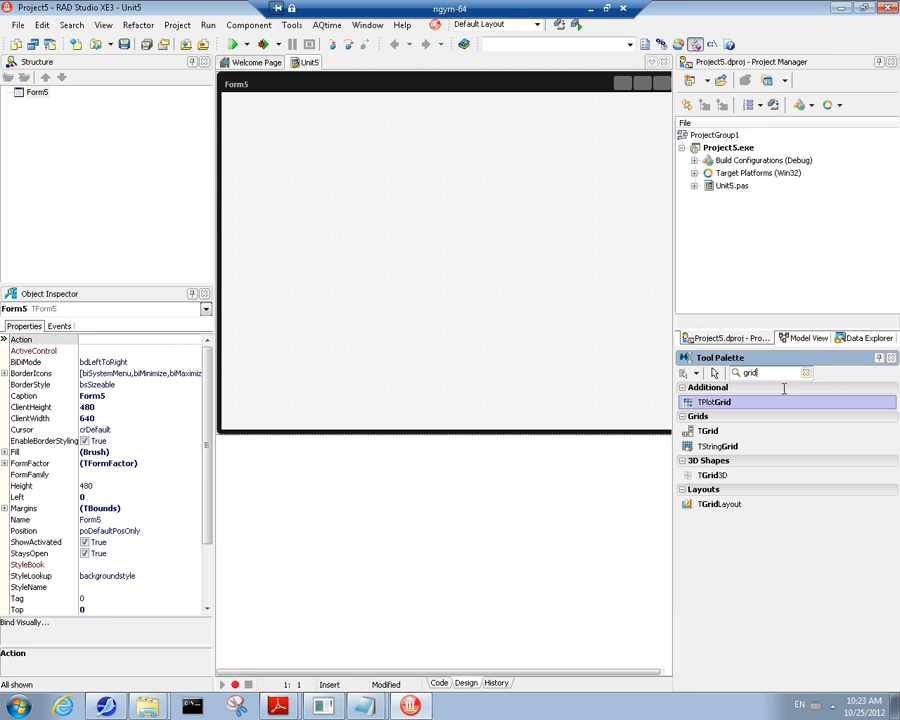 Project5 - RAD Studio XE3 - Unit5
ngyrn-64
File Edit Search View Refactor Project Run Component Tools AQtime Window Help
Default Layout
Structure
Form5
Welcome Page Unit5
Form5
Project5.dproj - Project Manager
File
ProjectGroup1
Project5.exe
Build Configurations (Debug)
Target Platforms (Win32)
Unit5.pas
Project5.dproj - Pro... Model View Data Explorer
Object Inspector
Form5 TForm5
Properties Events
Action
ActiveControl
BiDiMode bdLeftToRight
BorderIcons [biSystemMenu,biMinimize,biMaximiz
BorderStyle bsSizeable
Caption Form5
ClientHeight 480
ClientWidth 640
Cursor crDefault
EnableBorderStyling True
Fill (Brush)
FormFactor (TFormFactor)
FormFamily
Height 480
Left 0
Margins (TBounds)
Name Form5
Position poDefaultPosOnly
ShowActivated True
StaysOpen True
StyleBook
StyleLookup backgroundstyle
StyleName
Tag 0
Top 0
Bind Visually...
Action
All shown
Tool Palette
grid
Additional
TPlotGrid
Grids
TGrid
TStringGrid
3D Shapes
TGrid3D
Layouts
TGridLayout
1: 1 Insert Modified Code Design History
EN
10:23 AM
10/25/2012